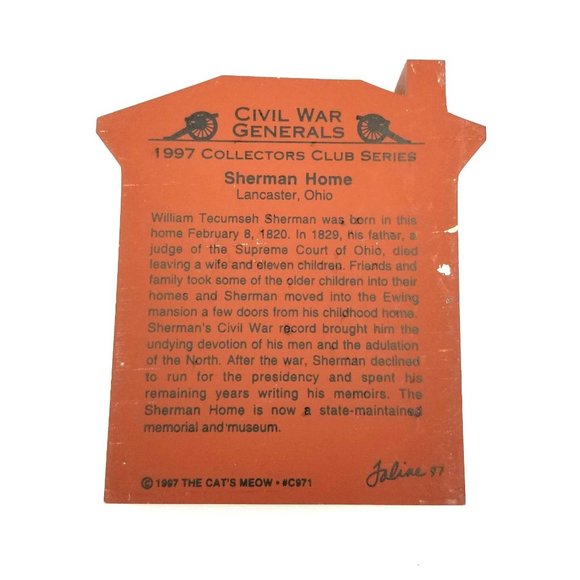 CIVIL WAR
GENERALS
1997 COLLECTORS CLUB SERIES
Sherman Home
Lancaster, Ohio
William Tecumseh Sherman was born in this
home February 8, 1820. In 1829, his father, a
judge of the Supreme Court of Ohio, died
leaving a wife and eleven children. Friends and
family took some of the older children into their
homes and Sherman moved into the Ewing
mansion a few doors from his childhood home.
Sherman's Civil War record brought him the
undying devotion of his men and the adulation
of the North. After the war, Sherman declined
to run for the presidency and spent his
remaining years writing his memoirs. The
Sherman Home is now a state-maintained
memorial and museum.
© 1997 THE CAT'S MEOW • #C971
Faline 97